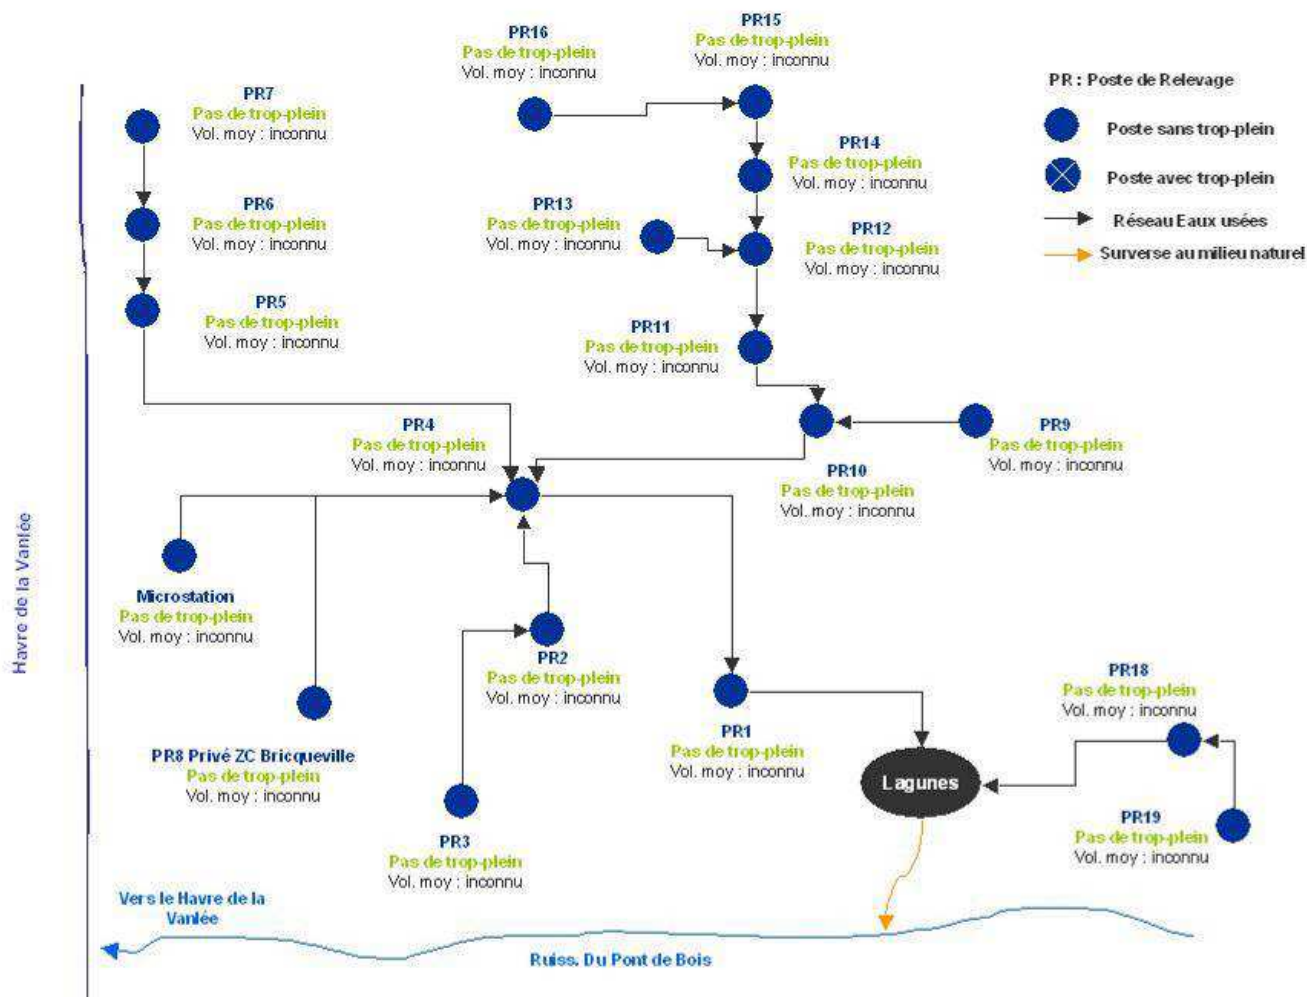 PR16
Pas de trop-plein
Vol. moy : inconnu
PR15
Pas de trop-plein
Vol. moy : inconnu
PR : Poste de Relevage
Poste sans trop-plein
Poste avec trop-plein
Réseau Eaux usées
Surverse au milieu naturel
PR7
Pas de trop-plein
Vol. moy : inconnu
PR14
Pas de trop-plein
Vol. moy : inconnu
PR6
Pas de trop-plein
Vol. moy : inconnu
PR13
Pas de trop-plein
Vol. moy : inconnu
PR12
Pas de trop-plein
Vol. moy : inconnu
PR5
Pas de trop-plein
Vol. moy : inconnu
PR11
Pas de trop-plein
Vol. moy : inconnu
PR4
Pas de trop-plein
Vol. moy : inconnu
PR9
Pas de trop-plein
Vol. moy : inconnu
PR10
Pas de trop-plein
Vol. moy : inconnu
Havre de la Vanlée
Microstation
Pas de trop-plein
Vol. moy : inconnu
PR2
Pas de trop-plein
Vol. moy : inconnu
PR18
Pas de trop-plein
Vol. moy : inconnu
PR1
Pas de trop-plein
Vol. moy : inconnu
PR8 Privé ZC Bricqueville
Pas de trop-plein
Vol. moy : inconnu
Lagunes
PR19
Pas de trop-plein
Vol. moy : inconnu
PR3
Pas de trop-plein
Vol. moy : inconnu
Vers le Havre de la
Vanlée
Ruiss. Du Pont de Bois